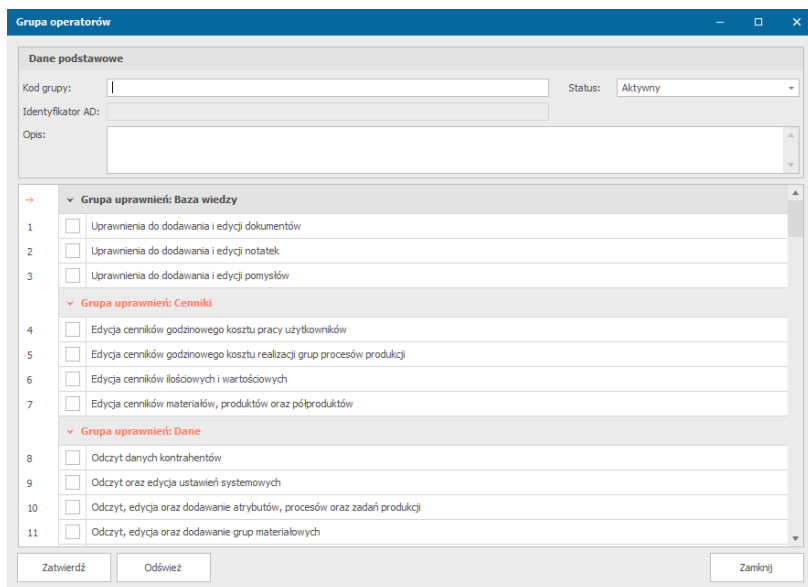 Grupa operatorów
Dane podstawowe
Kod grupy: Status: Aktywny
Identyfikator AD:
Opis:
Grupa uprawnień: Baza wiedzy
1 Uprawnienia do dodawania i edycji dokumentów
2 Uprawnienia do dodawania i edycji notatek
3 Uprawnienia do dodawania i edycji pomysłów
Grupa uprawnień: Cenniki
4 Edycja cenników godzinowego kosztu pracy użytkowników
5 Edycja cenników godzinowego kosztu realizacji grup procesów produkcji
6 Edycja cenników ilościowych i wartościowych
7 Edycja cenników materiałów, produktów oraz półproduktów
Grupa uprawnień: Dane
8 Odczyt danych kontrahentów
9 Odczyt oraz edycja ustawień systemowych
10 Odczyt, edycja oraz dodawanie atrybutów, procesów oraz zadań produkcji
11 Odczyt, edycja oraz dodawanie grup materiałowych
Zatwierdź Odśwież Zamknij